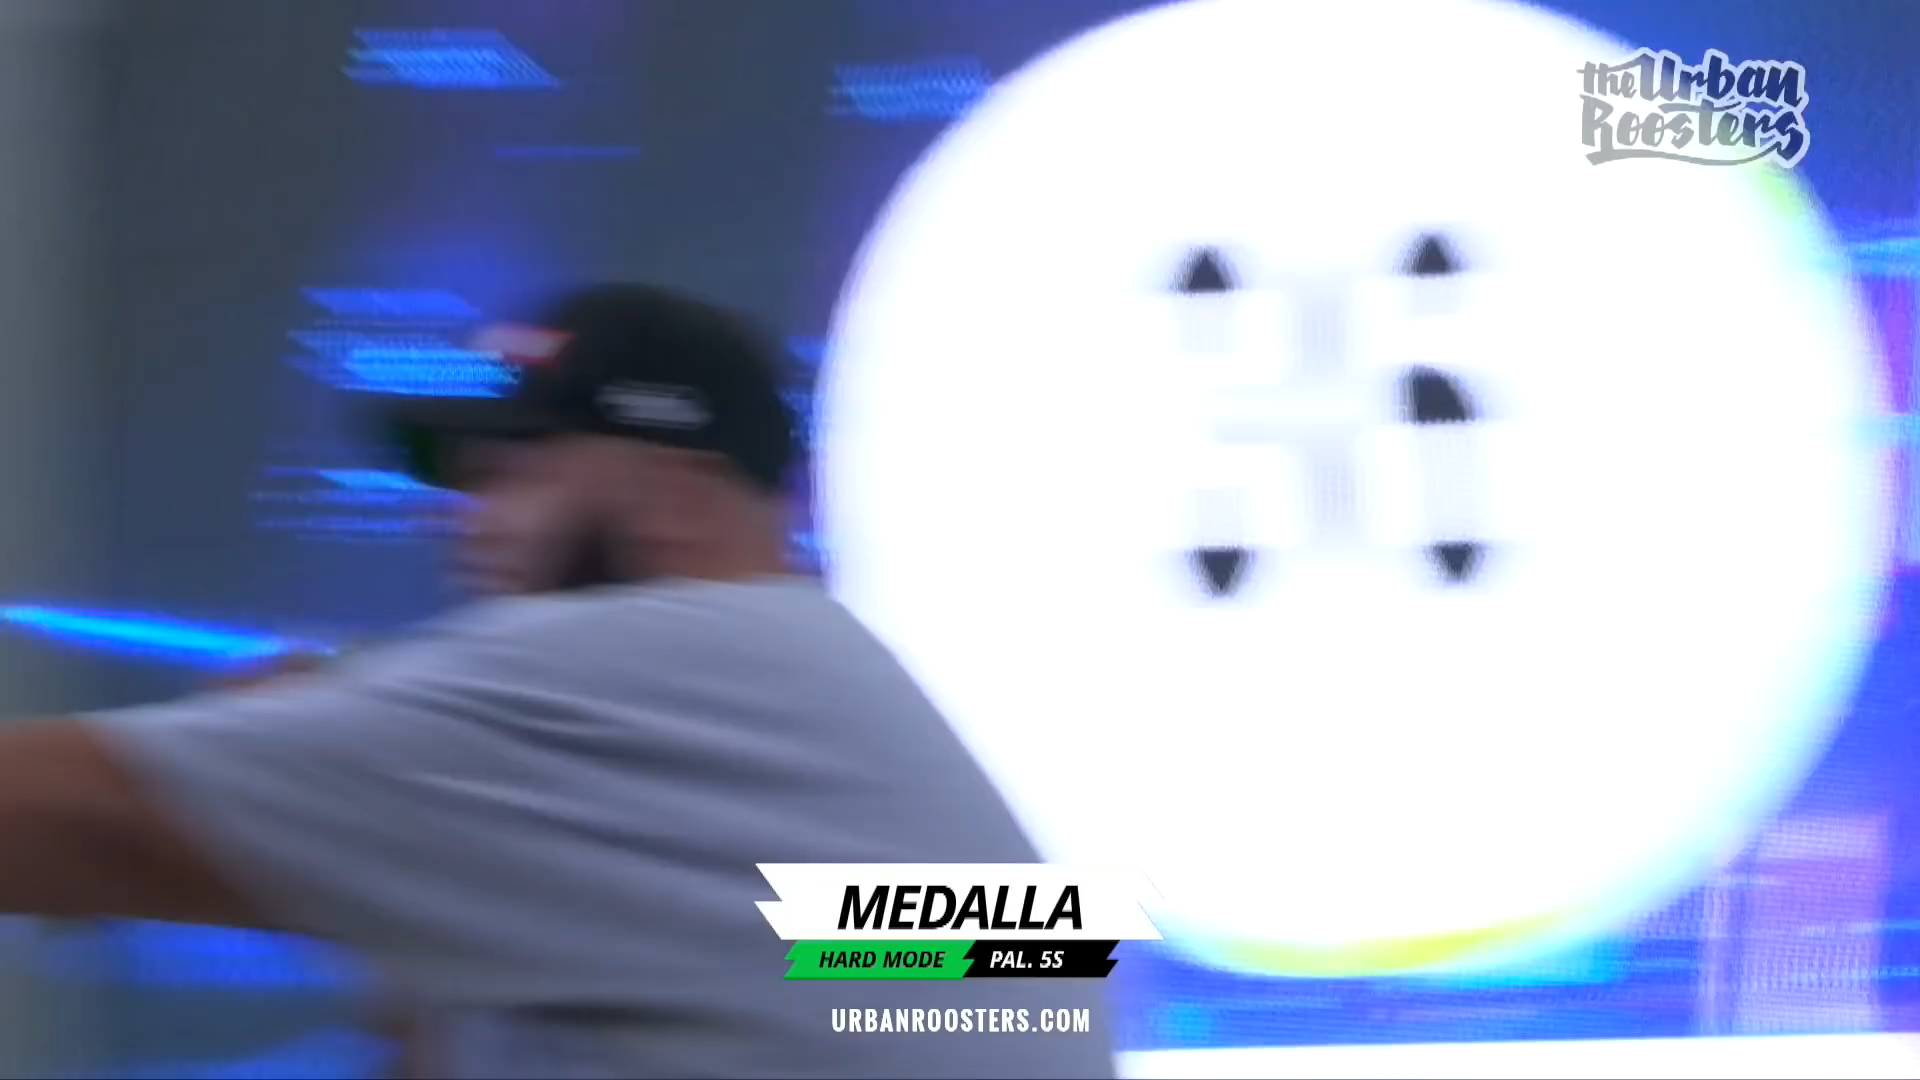 the Urban
Roosters
MEDALLA
HARD MODE PAL. 5S
URBANROOSTERS.COM